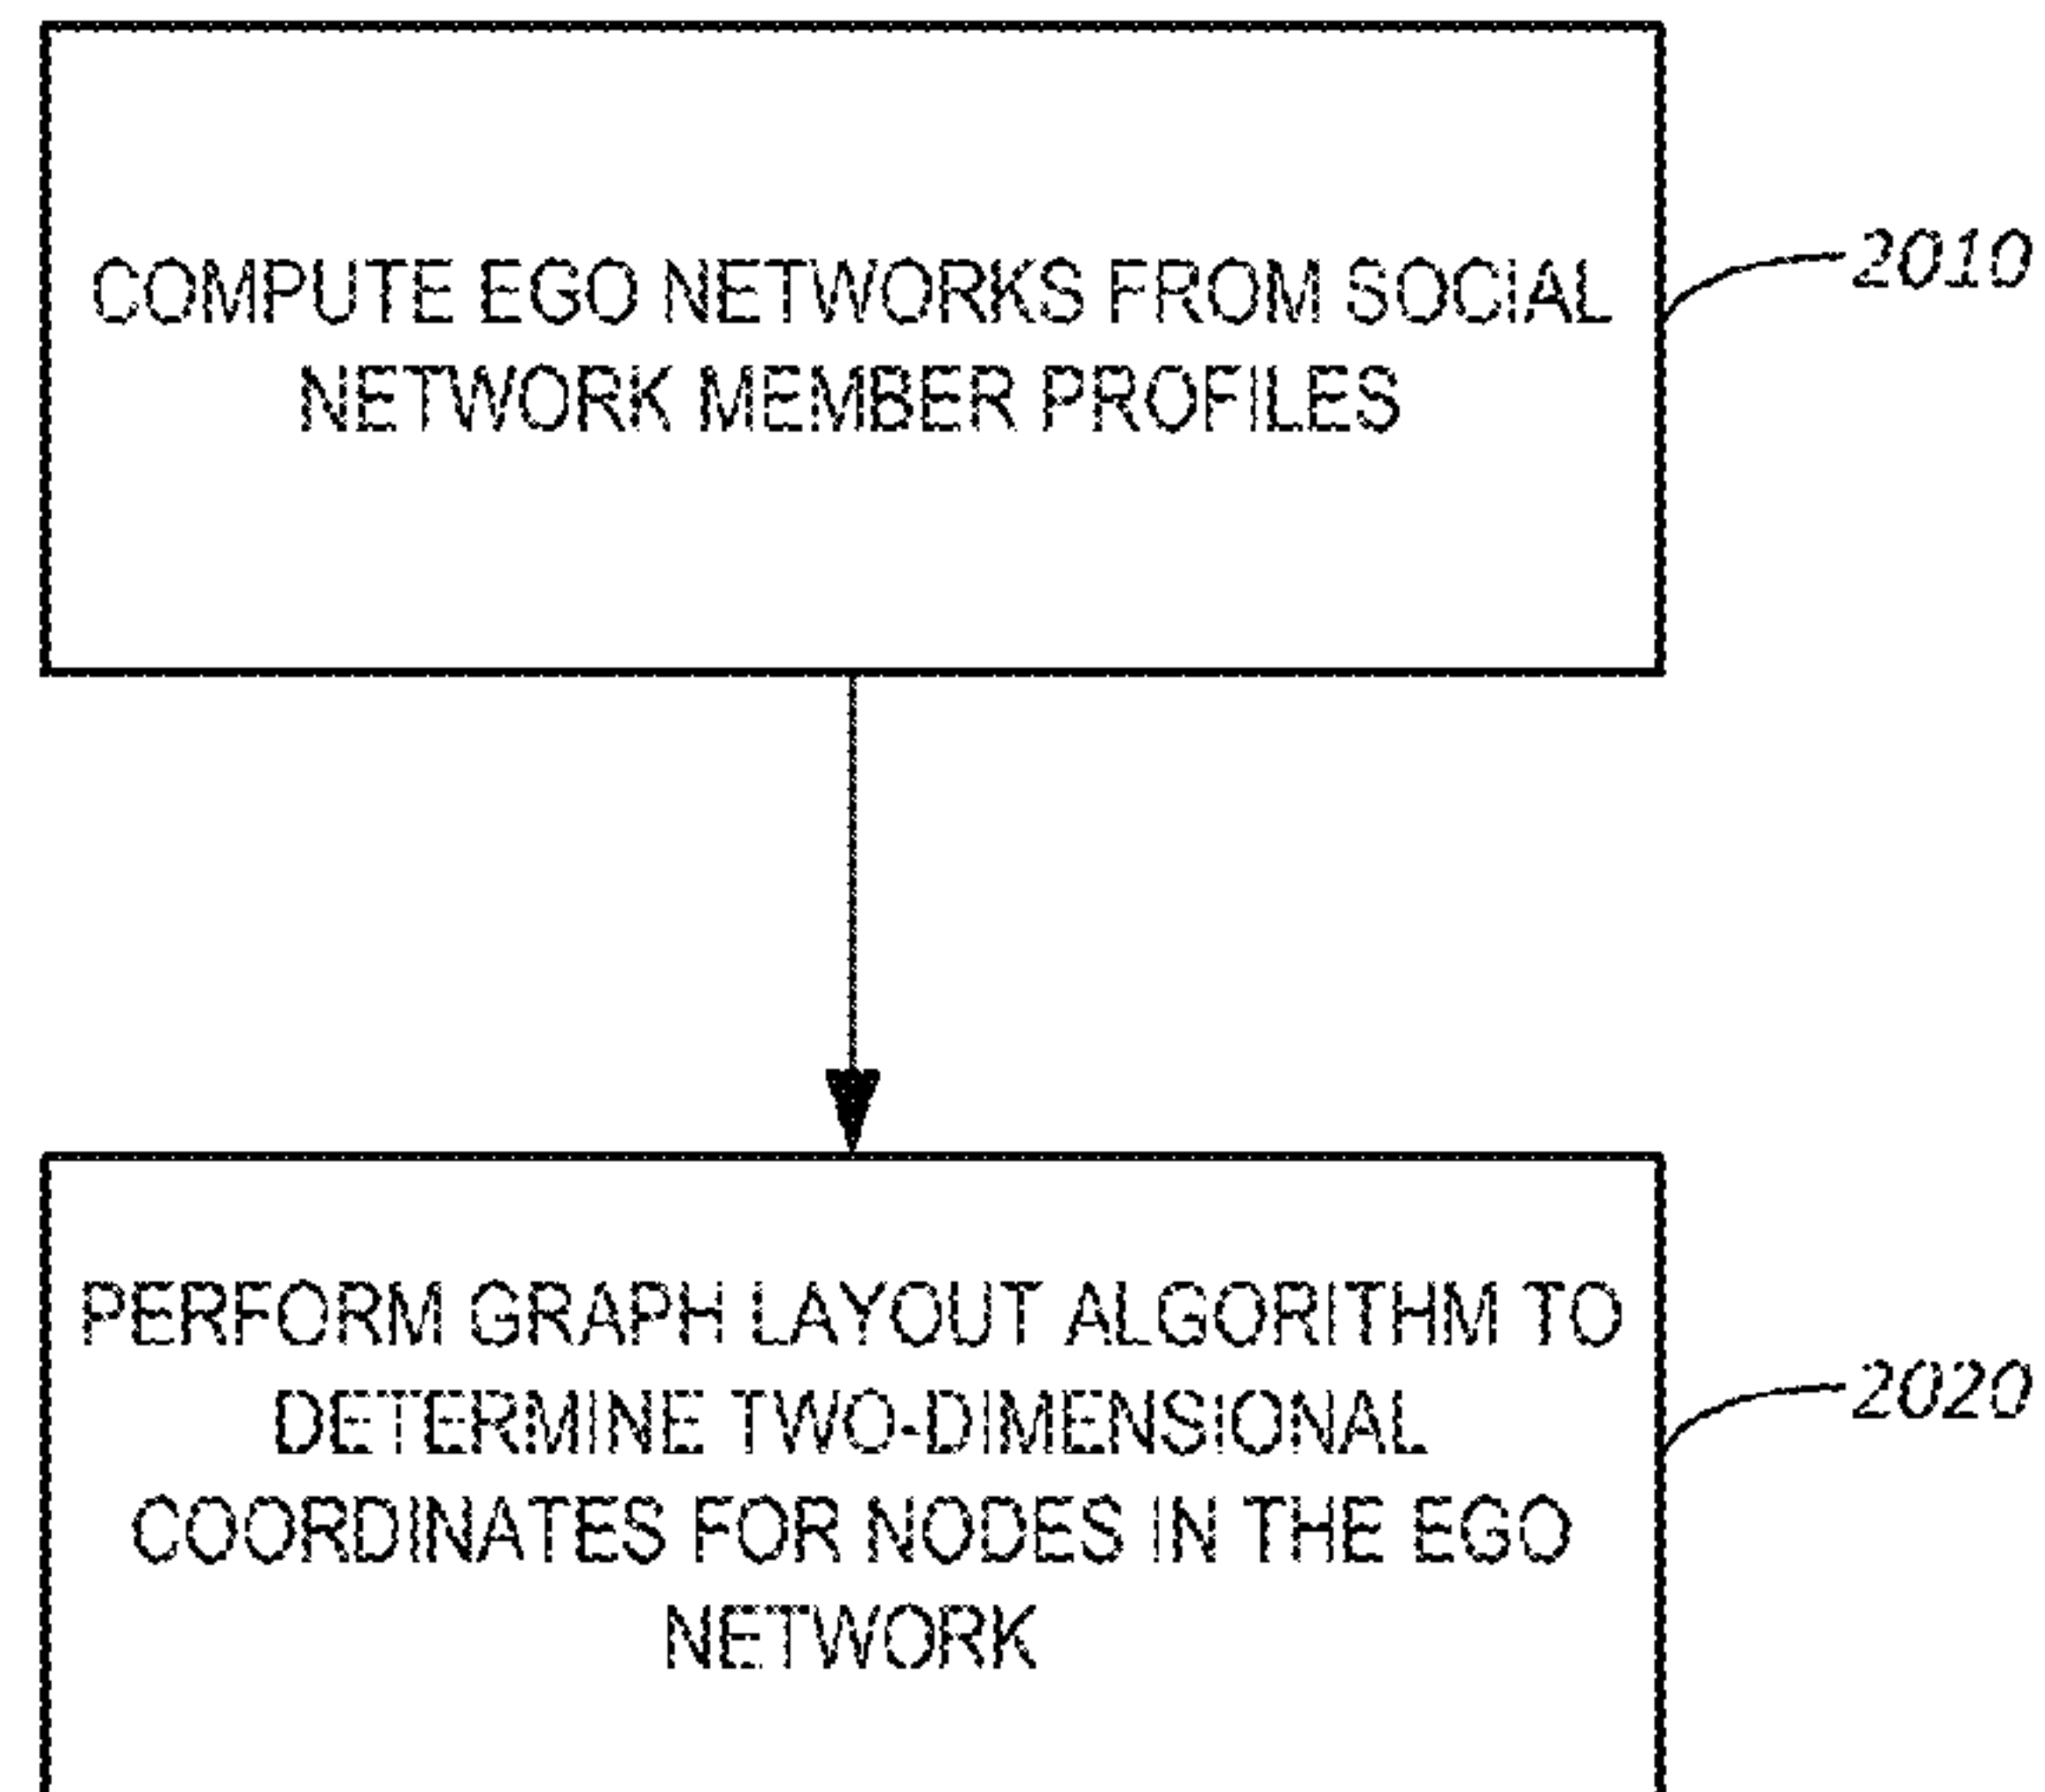 COMPUTE EGO NETWORKS FROM SOCIAL
NETWORK MEMBER PROFILES
2010
PERFORM GRAPH LAYOUT ALGORITHM TO
DETERMINE TWO-DIMENSIONAL
COORDINATES FOR NODES IN THE EGO
NETWORK
2020